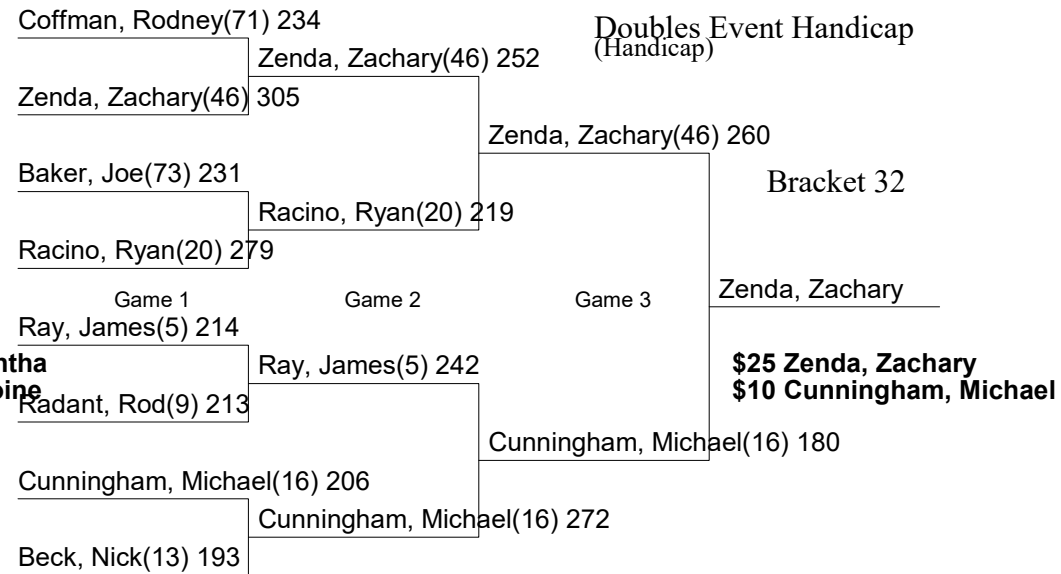 Coffman, Rodney(71) 234
Doubles Event Handicap
(Handicap)
Zenda, Zachary(46) 252
Zenda, Zachary(46) 305
Zenda, Zachary(46) 260
Baker, Joe(73) 231
Bracket 32
Racino, Ryan(20) 219
Racino, Ryan(20) 279
Game 1
Game 2
Game 3
Zenda, Zachary
Ray, James(5) 214
ntha
Ray, James(5) 242
$25 Zenda, Zachary
oine
Radant, Rod(9) 213
$10 Cunningham, Michael
Cunningham, Michael(16) 180
Cunningham, Michael(16) 206
Cunningham, Michael(16) 272
Beck, Nick(13) 193